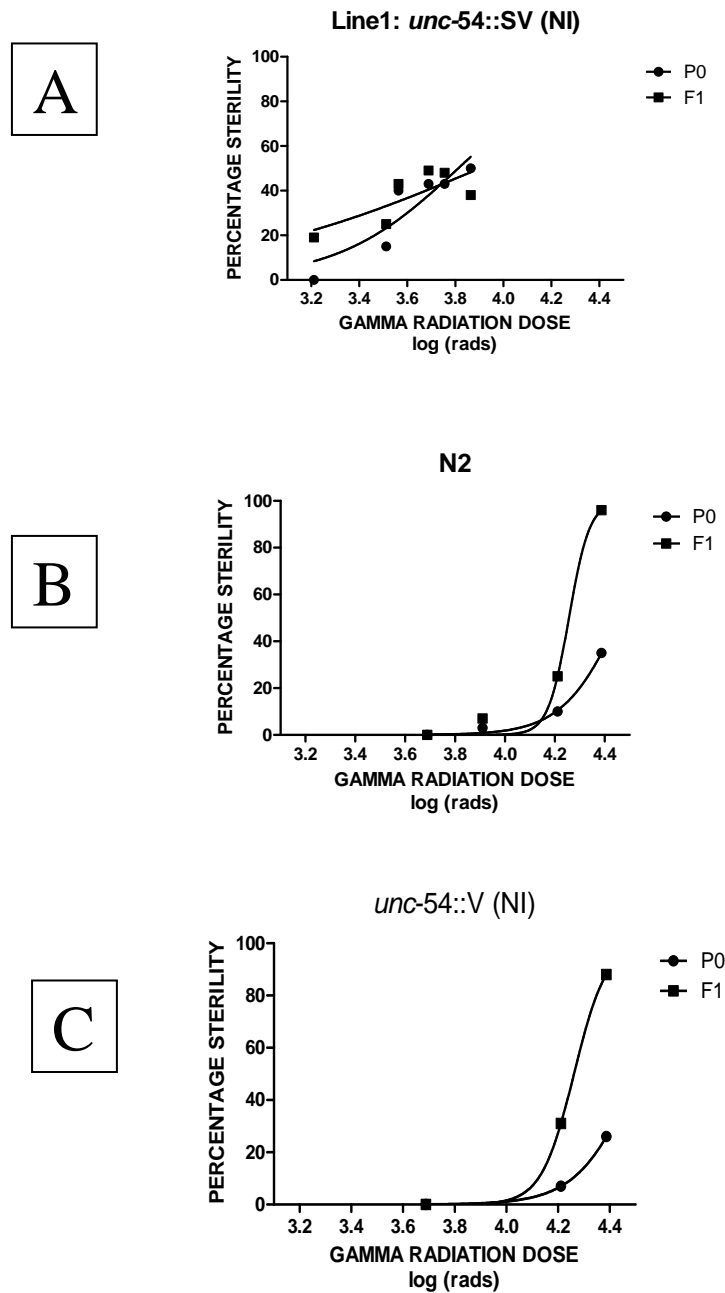 A
Line1: unc-54::SV (NI)
PERCENTAGE STERILITY
100
80
60
40
20
0
3.2 3.4 3.6 3.8 4.0 4.2 4.4
GAMMA RADIATION DOSE
log (rads)
P0
F1
B
N2
PERCENTAGE STERILITY
100
80
60
40
20
0
3.2 3.4 3.6 3.8 4.0 4.2 4.4
GAMMA RADIATION DOSE
log (rads)
P0
F1
C
unc-54::V (NI)
PERCENTAGE STERILITY
100
80
60
40
20
0
3.2 3.4 3.6 3.8 4.0 4.2 4.4
GAMMA RADIATION DOSE
log (rads)
P0
F1